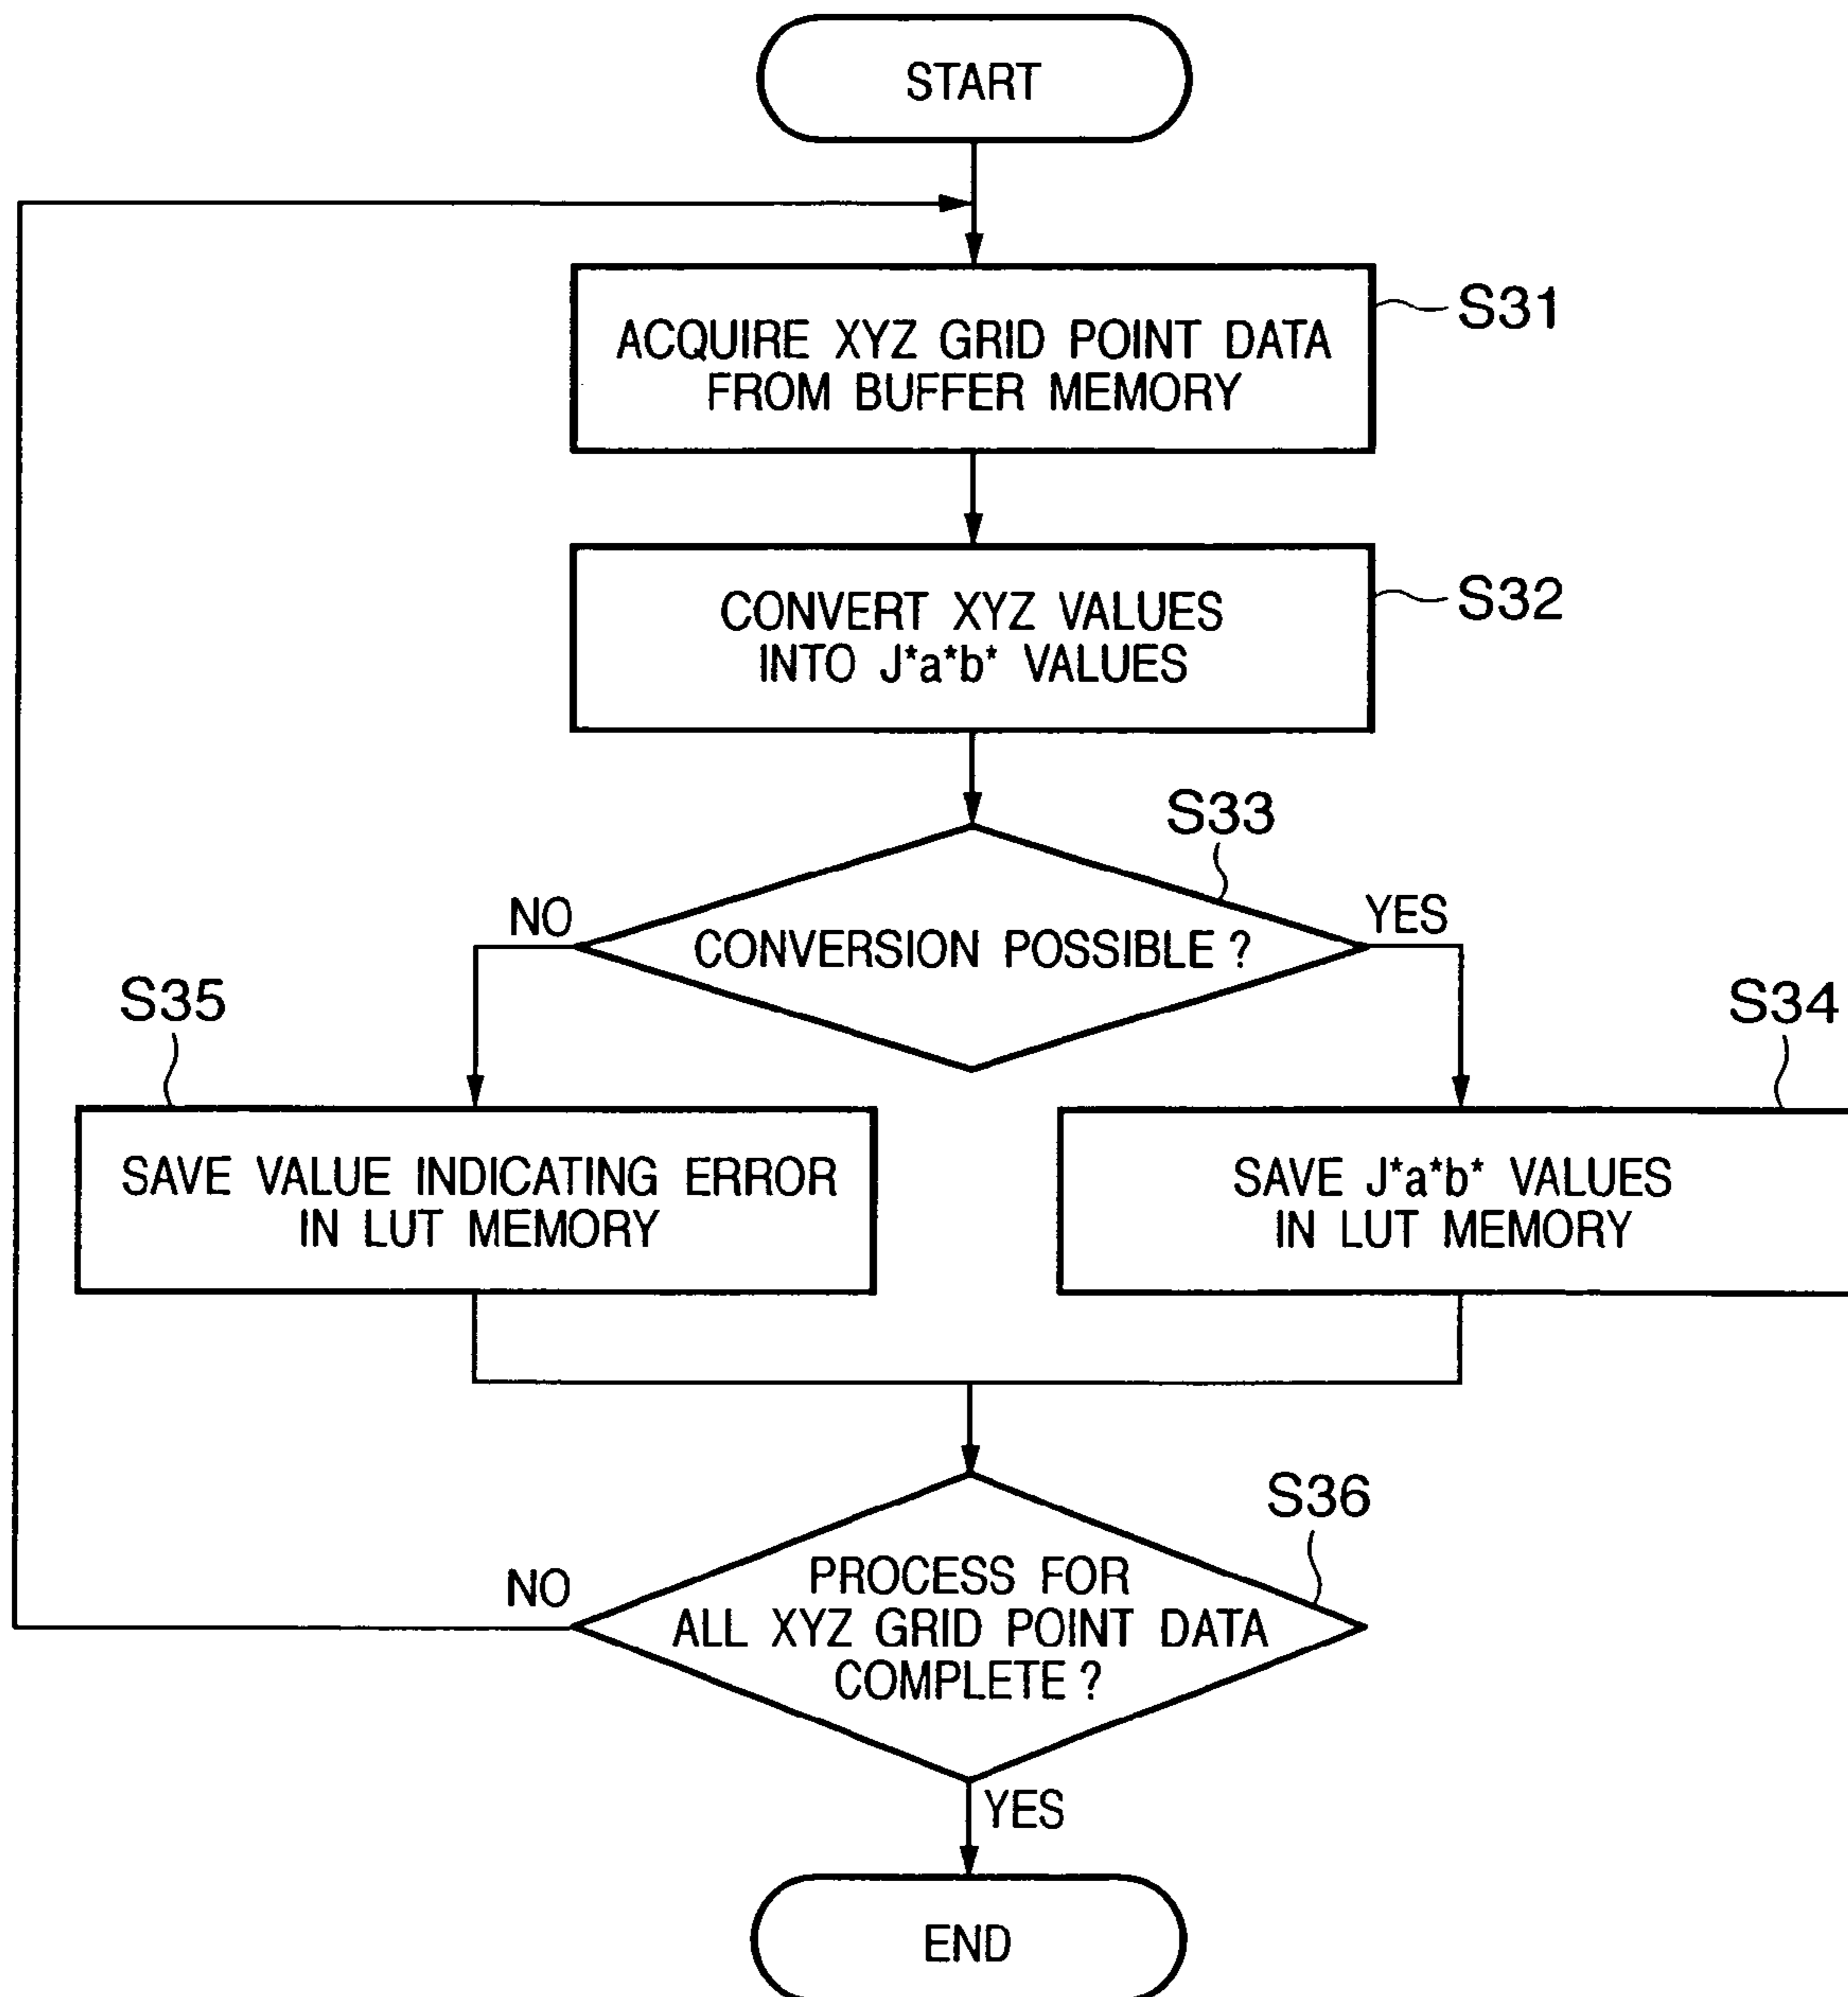 START
ACQUIRE XYZ GRID POINT DATA
FROM BUFFER MEMORY
S31
CONVERT XYZ VALUES
INTO J*a*b* VALUES
S32
S33
NO
CONVERSION POSSIBLE ?
YES
S35
S34
SAVE VALUE INDICATING ERROR
IN LUT MEMORY
SAVE J*a*b* VALUES
IN LUT MEMORY
S36
NO
PROCESS FOR
ALL XYZ GRID POINT DATA
COMPLETE ?
YES
END